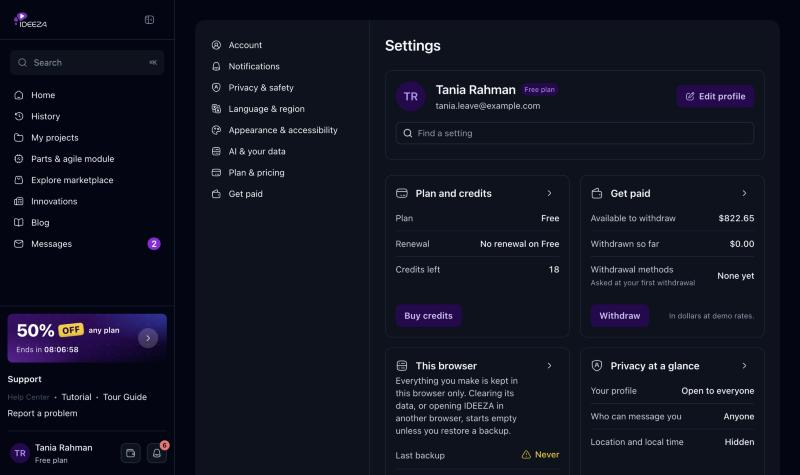 IDEEZA
Search
⌘K
Home
History
My projects
Parts & agile module
Explore marketplace
Innovations
Blog
Messages
2
50% OFF any plan
Ends in 08:06:58
Support
Help Center • Tutorial • Tour Guide
Report a problem
TR
Tania Rahman
Free plan
6
Account
Notifications
Privacy & safety
Language & region
Appearance & accessibility
AI & your data
Plan & pricing
Get paid
Settings
TR
Tania Rahman Free plan
tania.leave@example.com
Edit profile
Find a setting
Plan and credits
Plan Free
Renewal No renewal on Free
Credits left 18
Buy credits
Get paid
Available to withdraw $822.65
Withdrawn so far $0.00
Withdrawal methods None yet
Asked at your first withdrawal
Withdraw In dollars at demo rates.
This browser
Everything you make is kept in
this browser only. Clearing its
data, or opening IDEEZA in
another browser, starts empty
unless you restore a backup.
Last backup Never
Privacy at a glance
Your profile Open to everyone
Who can message you Anyone
Location and local time Hidden